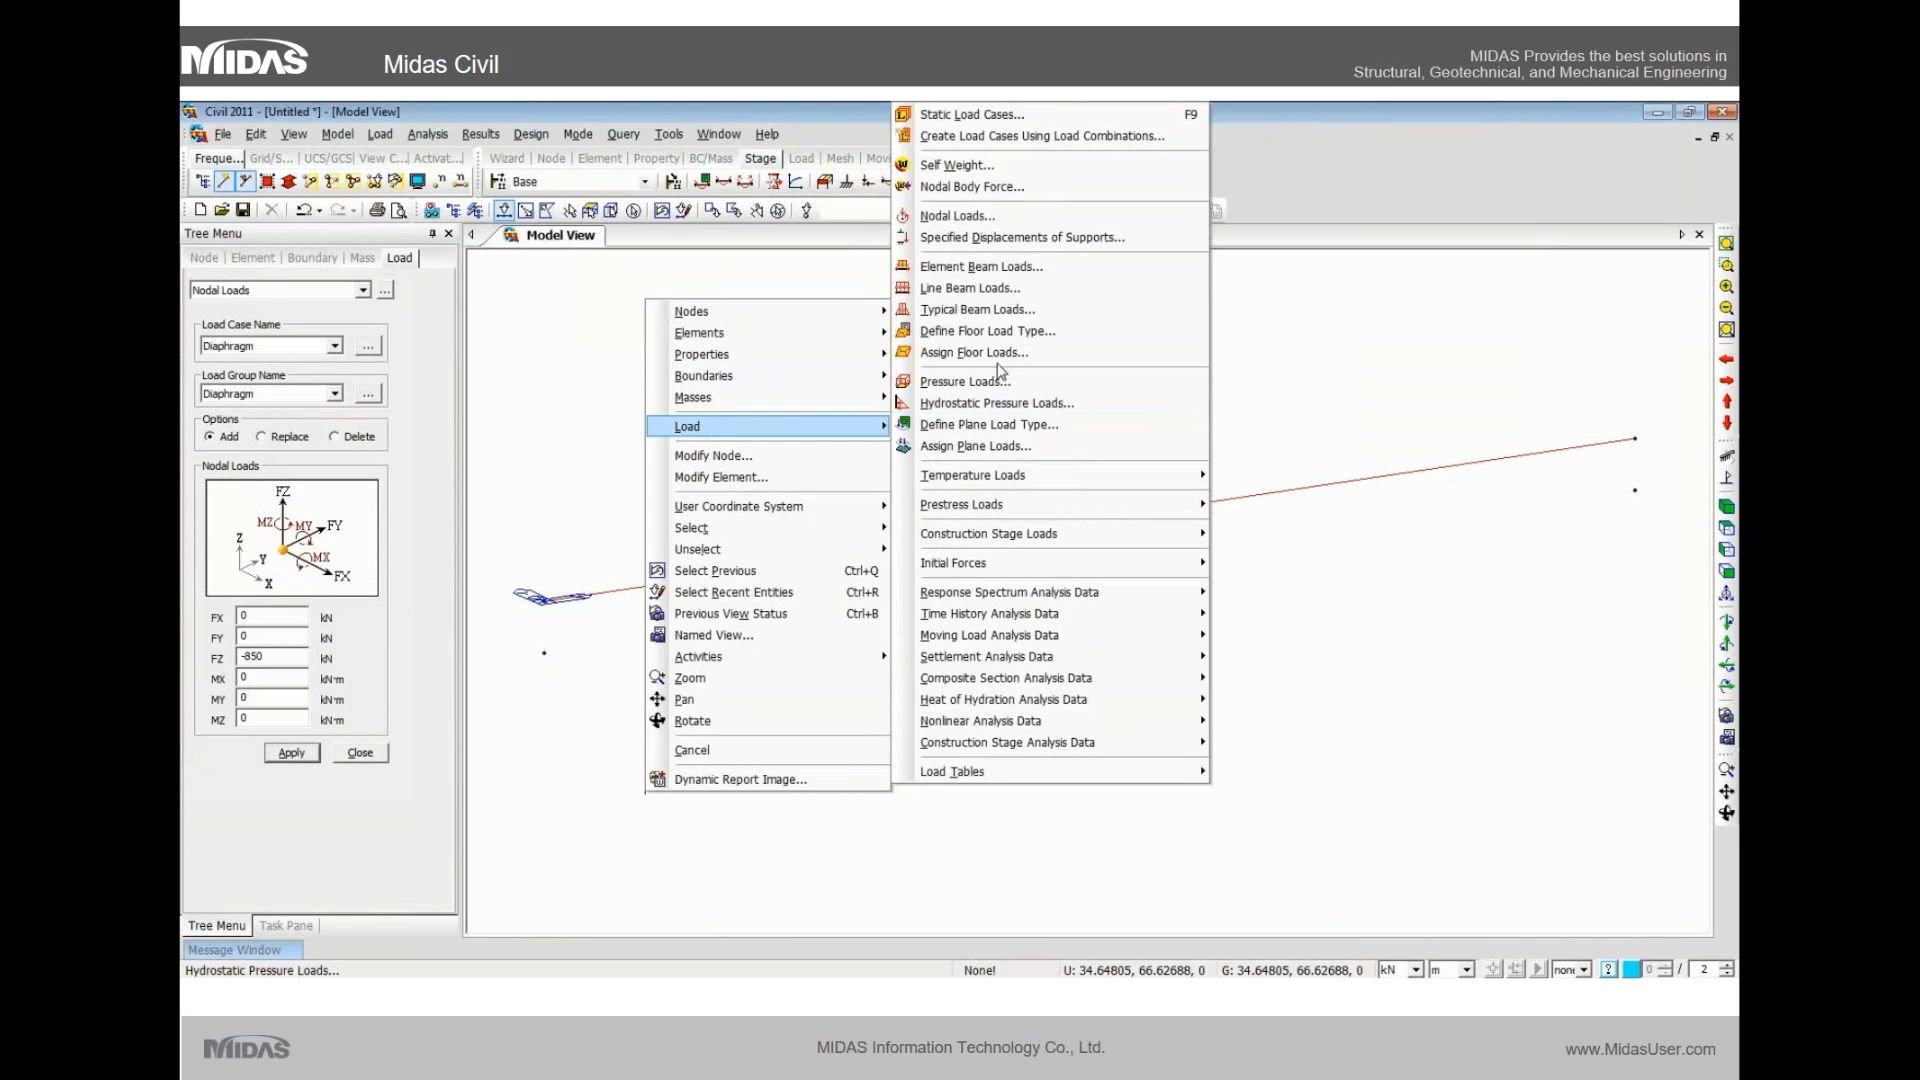 MIDAS
Midas Civil
MIDAS Provides the best solutions in
Structural, Geotechnical, and Mechanical Engineering
Civil 2011 - [Untitled *] - [Model View]
File Edit View Model Load Analysis Results Design Mode Query Tools Window Help
Freque... Grid/S... UCS/GCS View C... Activat... Wizard Node Element Property BC/Mass Stage Load Mesh Movi
Base
Tree Menu
Model View
Node Element Boundary Mass Load
Nodal Loads
...
Load Case Name
Diaphragm
...
Load Group Name
Diaphragm
...
Options
Add Replace Delete
Nodal Loads
FZ
MZ MY FY
Z
Y
MX
X
FX
FX 0 kN
FY 0 kN
FZ -850 kN
MX 0 kN·m
MY 0 kN·m
MZ 0 kN·m
Apply Close
Tree Menu Task Pane
Message Window
Hydrostatic Pressure Loads...
Nodes
Elements
Properties
Boundaries
Masses
Load
Modify Node...
Modify Element...
User Coordinate System
Select
Unselect
Select Previous Ctrl+Q
Select Recent Entities Ctrl+R
Previous View Status Ctrl+B
Named View...
Activities
Zoom
Pan
Rotate
Cancel
Dynamic Report Image...
Static Load Cases... F9
Create Load Cases Using Load Combinations...
Self Weight...
Nodal Body Force...
Nodal Loads...
Specified Displacements of Supports...
Element Beam Loads...
Line Beam Loads...
Typical Beam Loads...
Define Floor Load Type...
Assign Floor Loads...
Pressure Loads...
Hydrostatic Pressure Loads...
Define Plane Load Type...
Assign Plane Loads...
Temperature Loads
Prestress Loads
Construction Stage Loads
Initial Forces
Response Spectrum Analysis Data
Time History Analysis Data
Moving Load Analysis Data
Settlement Analysis Data
Composite Section Analysis Data
Heat of Hydration Analysis Data
Nonlinear Analysis Data
Construction Stage Analysis Data
Load Tables
None! U: 34.64805, 66.62688, 0 G: 34.64805, 66.62688, 0 kN m none ? 0 / 2
MIDAS
MIDAS Information Technology Co., Ltd.
www.MidasUser.com